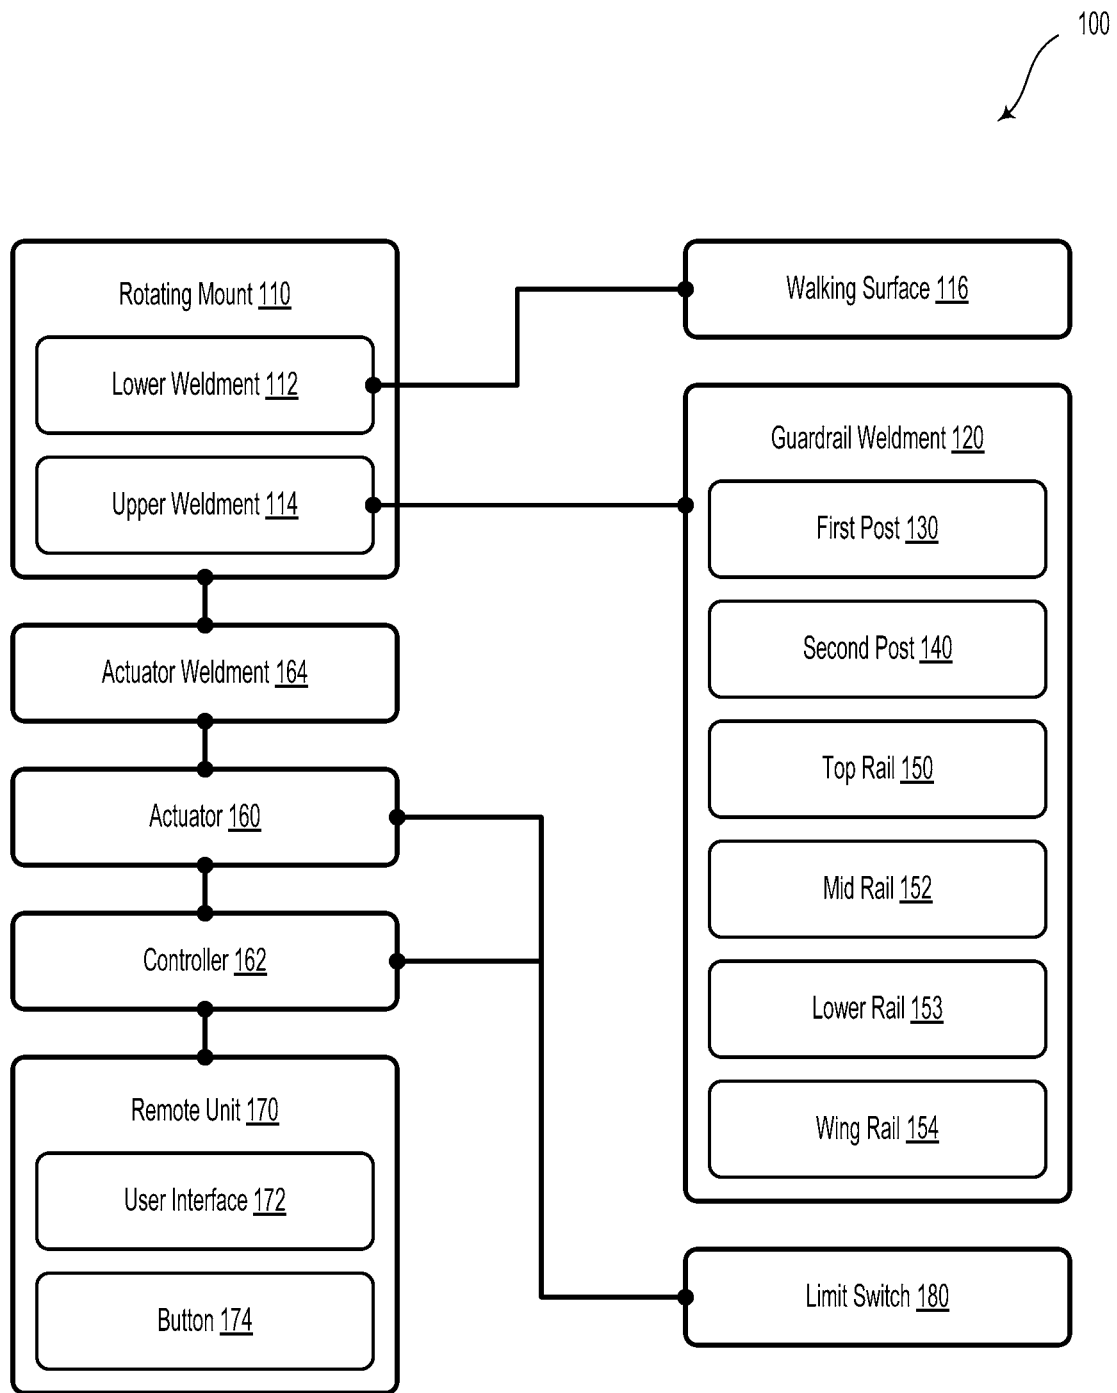 100
Rotating Mount 110
Lower Weldment 112
Upper Weldment 114
Actuator Weldment 164
Actuator 160
Controller 162
Remote Unit 170
User Interface 172
Button 174
Walking Surface 116
Guardrail Weldment 120
First Post 130
Second Post 140
Top Rail 150
Mid Rail 152
Lower Rail 153
Wing Rail 154
Limit Switch 180